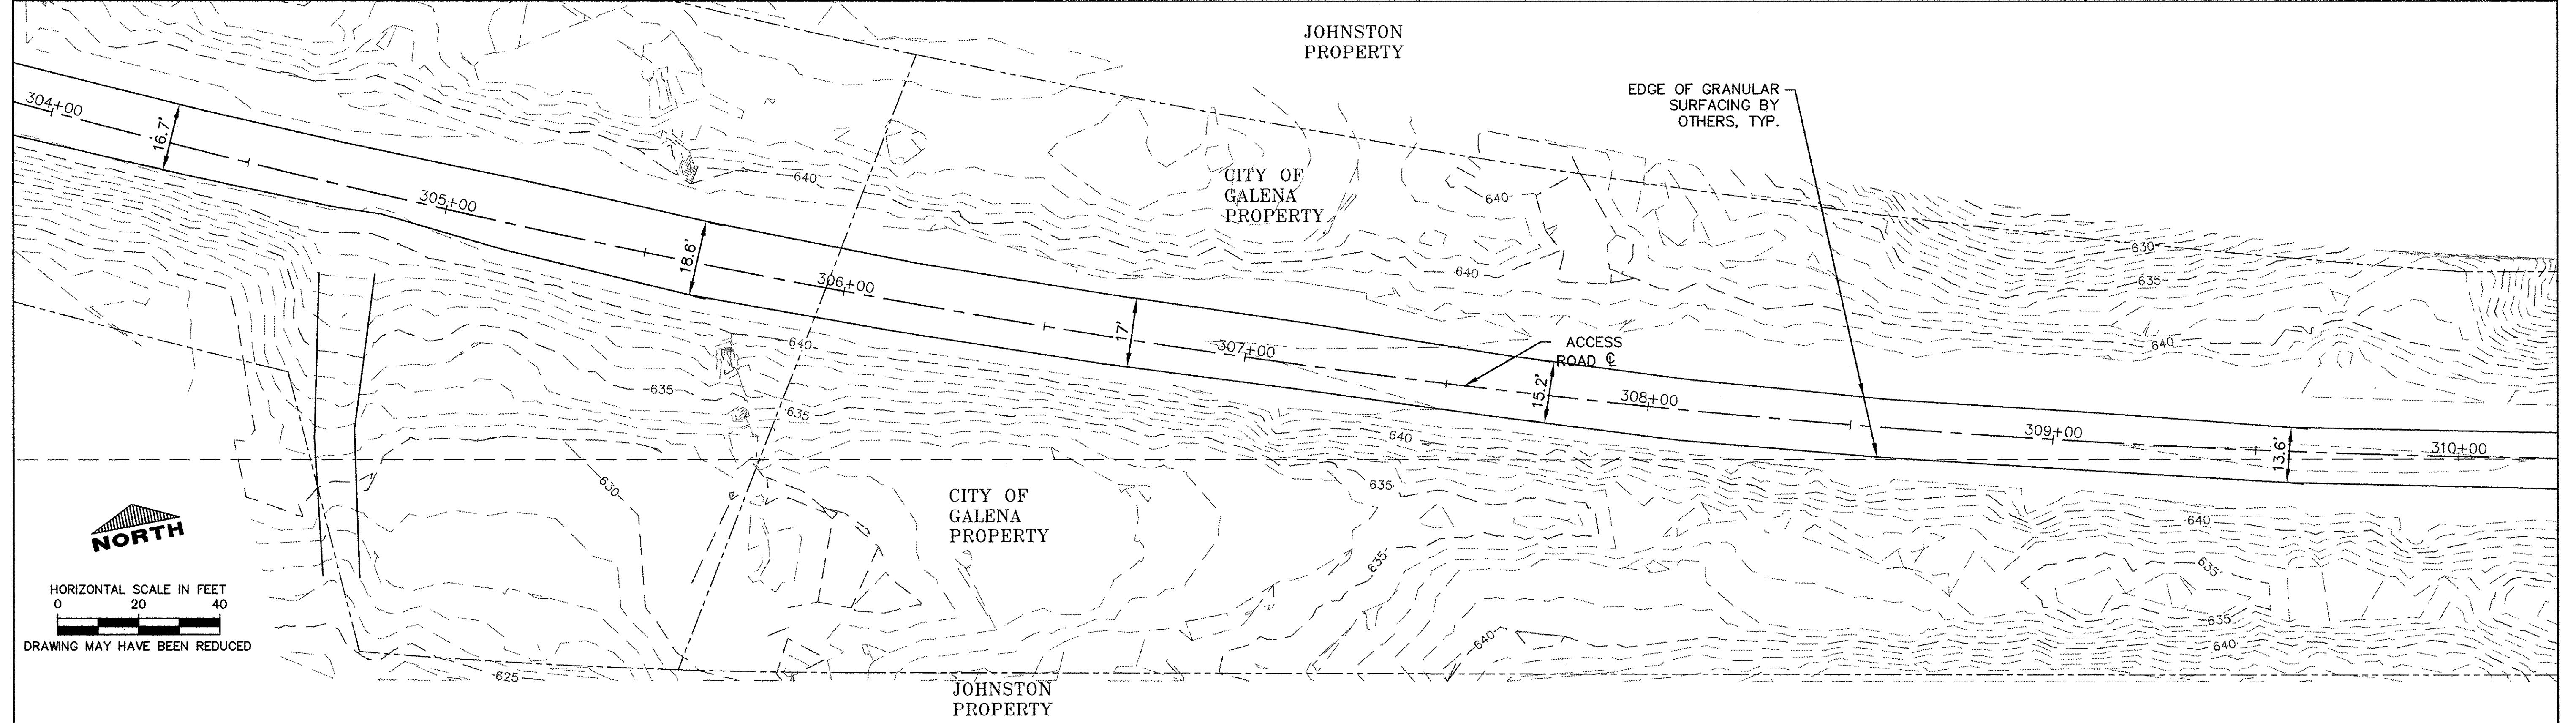 JOHNSTON
PROPERTY
EDGE OF GRANULAR
SURFACING BY
OTHERS, TYP.
304+00
16.7'
305+00
18.6'
306+00
17'
307+00
ACCESS
ROAD ℄
15.2'
308+00
309+00
13.6'
310+00
640
CITY OF
GALENA
PROPERTY
640
640
630
635
640
640
635
635
640
635
630
CITY OF
GALENA
PROPERTY
635
640
635
635
640
640
625
JOHNSTON
PROPERTY
NORTH
HORIZONTAL SCALE IN FEET
0 20 40
DRAWING MAY HAVE BEEN REDUCED